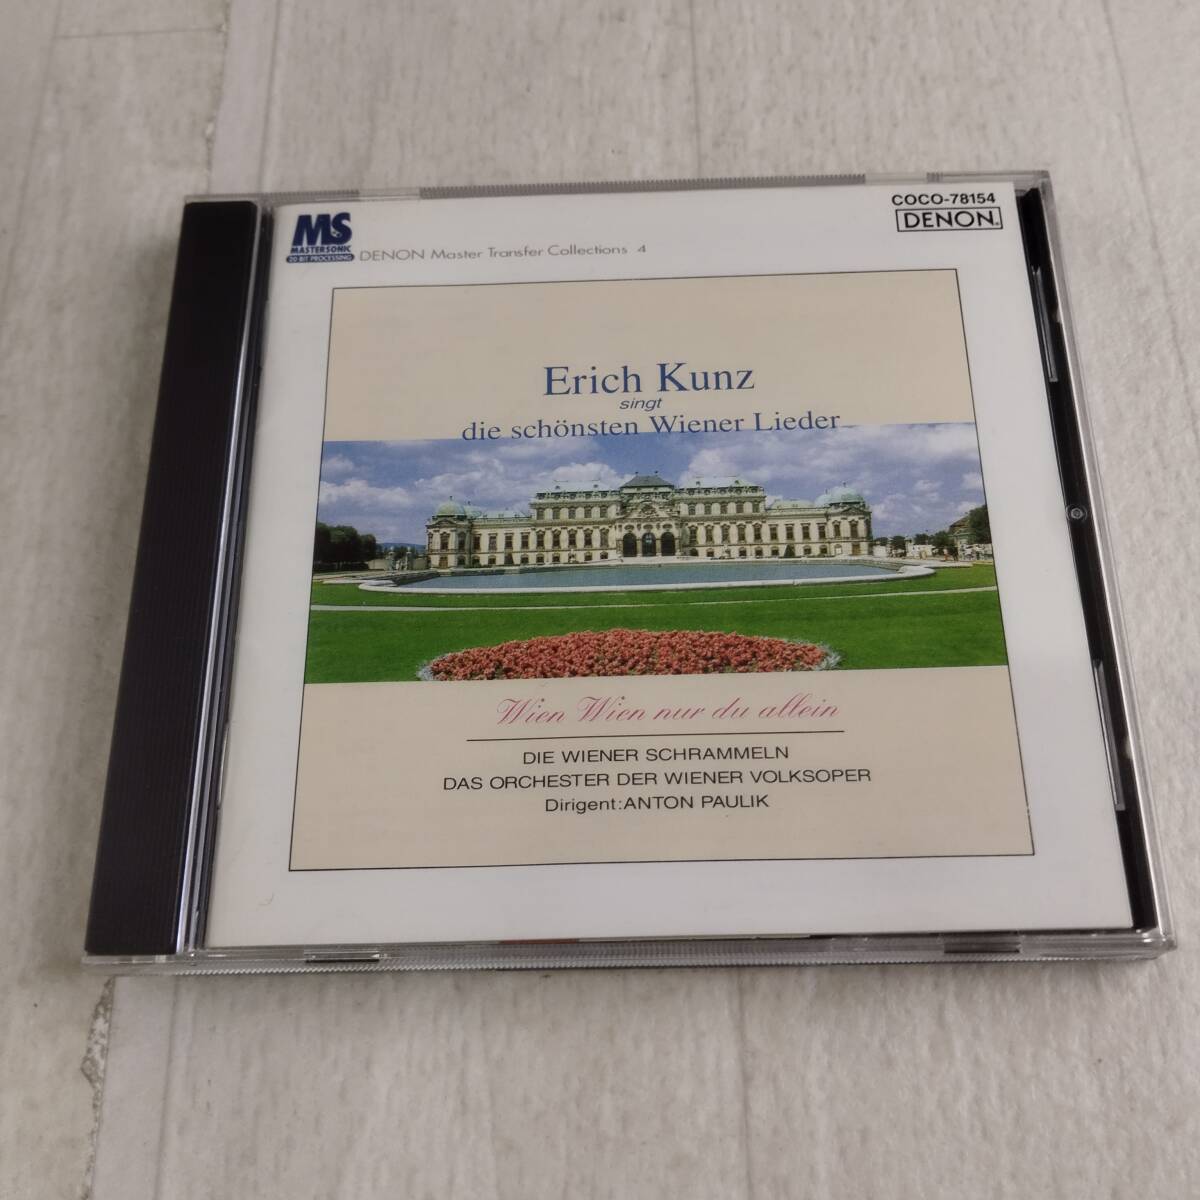 COCO-78154
DENON
MS
MASTERSONIC
20 BIT PROCESSING
DENON Master Transfer Collections 4
Erich Kunz
singt
die schönsten Wiener Lieder
Wien Wien nur du allein
DIE WIENER SCHRAMMELN
DAS ORCHESTER DER WIENER VOLKSOPER
Dirigent:ANTON PAULIK